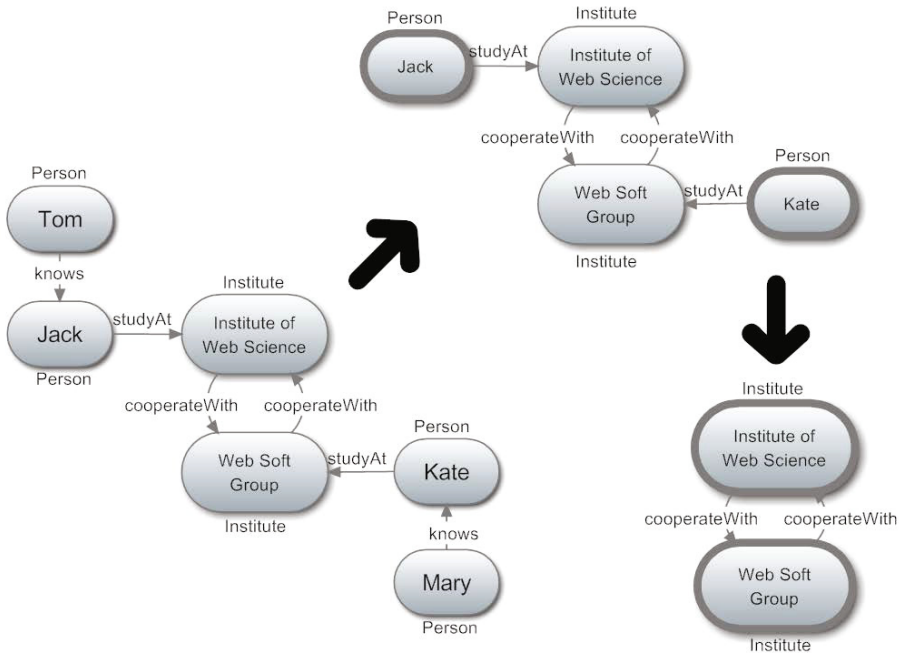 Person
Tom
knows
Jack
Person
studyAt
Institute
Institute of
Web Science
cooperateWith
cooperateWith
Web Soft
Group
Institute
studyAt
Person
Kate
knows
Mary
Person
Person
Jack
studyAt
Institute
Institute of
Web Science
cooperateWith
cooperateWith
Web Soft
Group
Institute
studyAt
Person
Kate
Institute
Institute of
Web Science
cooperateWith
cooperateWith
Web Soft
Group
Institute